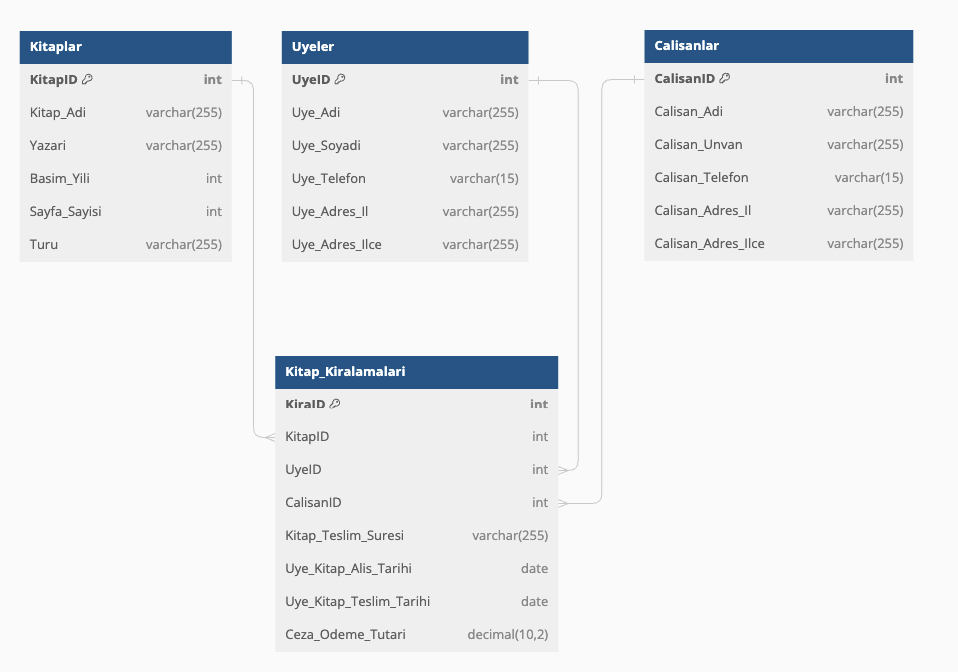 Kitaplar
KitapID int
Kitap_Adi varchar(255)
Yazari varchar(255)
Basim_Yili int
Sayfa_Sayisi int
Turu varchar(255)
Uyeler
UyeID int
Uye_Adi varchar(255)
Uye_Soyadi varchar(255)
Uye_Telefon varchar(15)
Uye_Adres_Il varchar(255)
Uye_Adres_Ilce varchar(255)
Calisanlar
CalisanID int
Calisan_Adi varchar(255)
Calisan_Unvan varchar(255)
Calisan_Telefon varchar(15)
Calisan_Adres_Il varchar(255)
Calisan_Adres_Ilce varchar(255)
Kitap_Kiralamalari
KiraID int
KitapID int
UyeID int
CalisanID int
Kitap_Teslim_Suresi varchar(255)
Uye_Kitap_Alis_Tarihi date
Uye_Kitap_Teslim_Tarihi date
Ceza_Odeme_Tutari decimal(10,2)